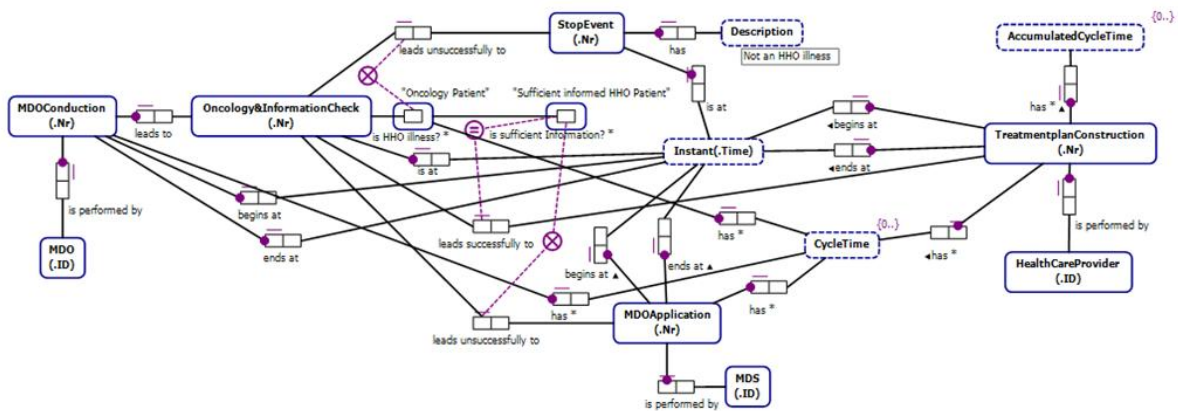 {0..}
StopEvent
(.Nr)
Description
AccumulatedCycleTime
leads unsuccessfully to
has
Not an HHO illness
"Oncology Patient"
"Sufficient informed HHO Patient"
is at
has * ▲
MDOConduction
(.Nr)
Oncology&InformationCheck
(.Nr)
leads to
is HHO illness? *
is sufficient Information? *
◄begins at
TreatmentplanConstruction
(.Nr)
Instant(.Time)
is at
◄ends at
is performed by
begins at
has *
{0..}
is performed by
MDO
(.ID)
ends at
leads successfully to
CycleTime
◄has *
HealthCareProvider
(.ID)
begins at ▲
ends at ▲
has *
MDOApplication
(.Nr)
has *
leads unsuccessfully to
MDS
(.ID)
is performed by